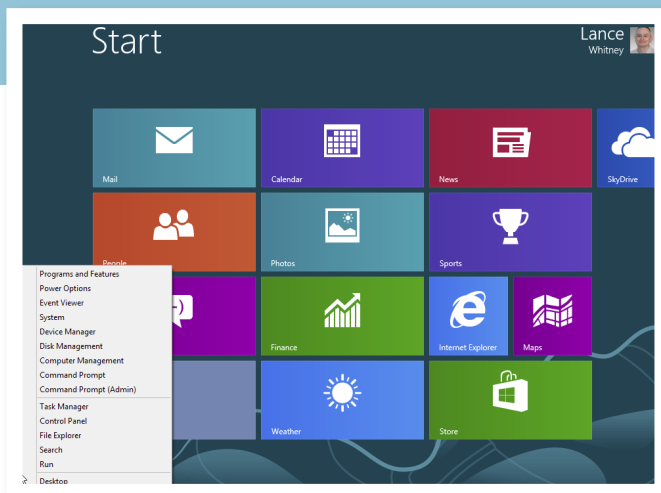 Start
Lance
Whitney
Mail
Calendar
News
SkyDrive
People
Photos
Sports
Finance
Internet Explorer
Maps
Weather
Store
Programs and Features
Power Options
Event Viewer
System
Device Manager
Disk Management
Computer Management
Command Prompt
Command Prompt (Admin)
Task Manager
Control Panel
File Explorer
Search
Run
Desktop